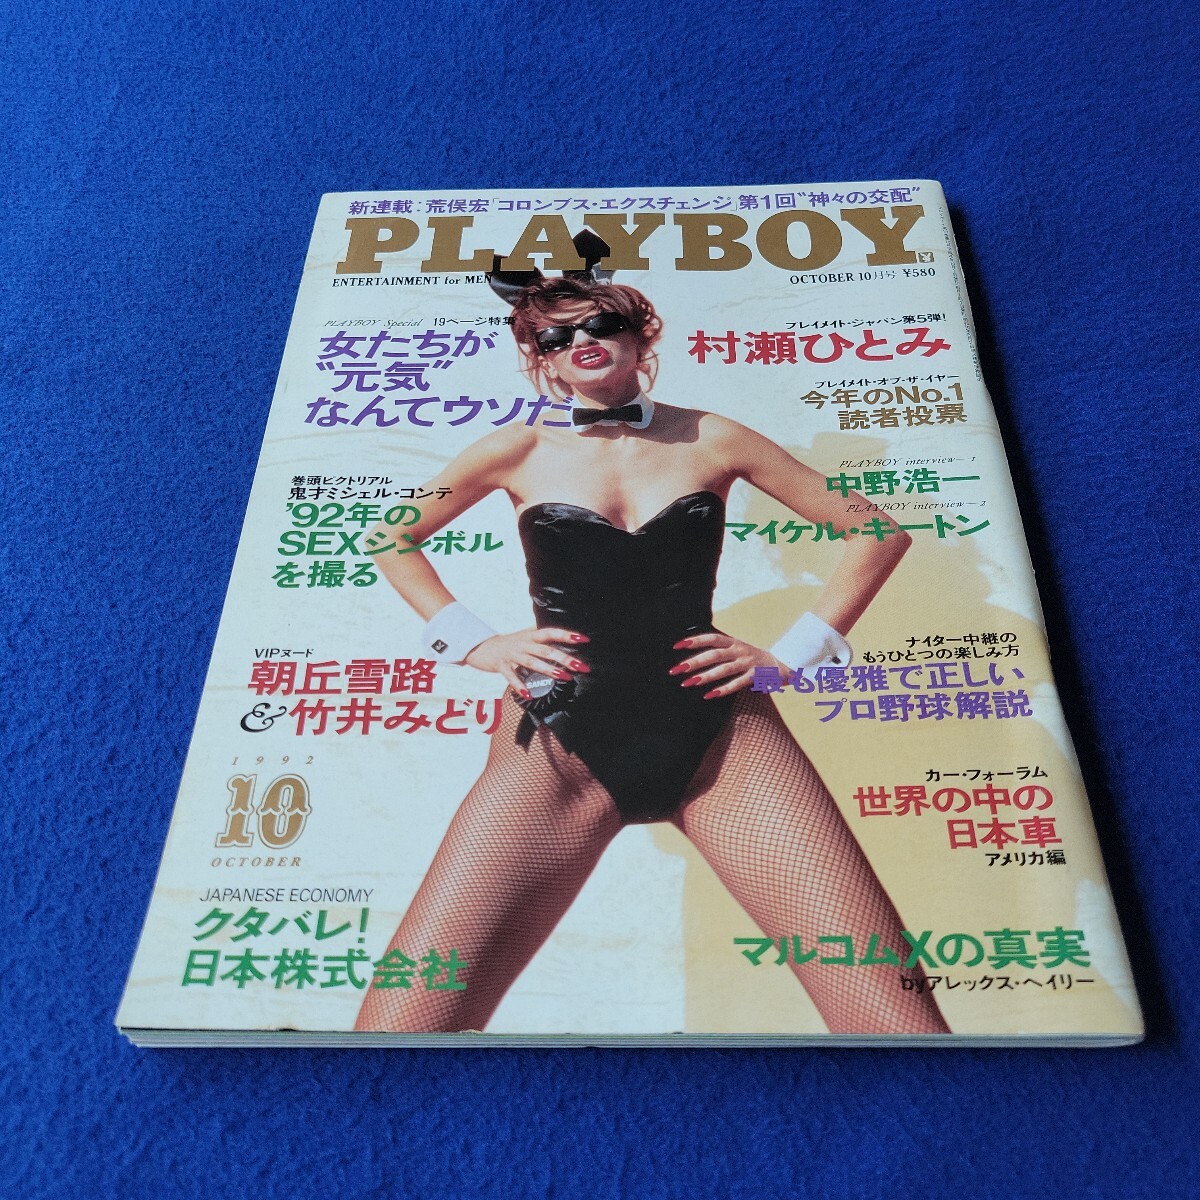 新連載：荒俣宏「コロンブス・エクスチェンジ」第1回“神々の交配”
PLAYBOY
ENTERTAINMENT for MEN
OCTOBER 10月号 ¥580
PLAYBOY Special 19ページ特集
女たちが
“元気”
なんてウソだ
プレイメイト・ジャパン第5弾!
村瀬ひとみ
プレイメイト・オブ・ザ・イヤー
今年のNo.1
読者投票
巻頭ピクトリアル
鬼才ミシェル・コンテ
'92年の
SEXシンボル
を撮る
PLAYBOY interview—1
中野浩一
PLAYBOY interview—2
マイケル・キートン
VIPヌード
朝丘雪路
&竹井みどり
SANDY
ナイター中継の
もうひとつの楽しみ方
最も優雅で正しい
プロ野球解説
1992
10
OCTOBER
カー・フォーラム
世界の中の
日本車
アメリカ編
JAPANESE ECONOMY
クタバレ!
日本株式会社
マルコムXの真実
byアレックス・ヘイリー